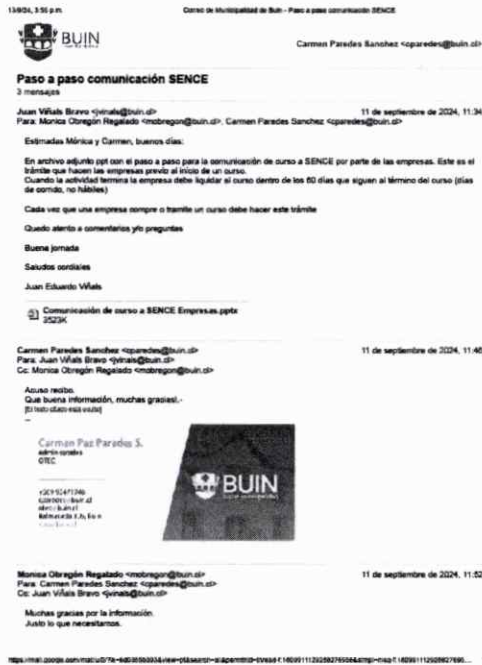 13/9/24, 3:55 p.m.
Correo de Municipalidad de Buin - Paso a paso comunicación SENCE
BUIN
Carmen Paredes Sanchez <cparedes@buin.cl>
Paso a paso comunicación SENCE
3 mensajes
Juan Viñals Bravo <jvinals@buin.cl>
11 de septiembre de 2024, 11:34
Para: Monica Obregón Regalado <mobregon@buin.cl>, Carmen Paredes Sanchez <cparedes@buin.cl>
Estimadas Mónica y Carmen, buenos días:
En archivo adjunto ppt con el paso a paso para la comunicación de curso a SENCE por parte de las empresas. Este es el
trámite que hacen las empresas previo al inicio de un curso.
Cuando la actividad termina la empresa debe liquidar el curso dentro de los 60 días que siguen al término del curso (días
de corrido, no hábiles)
Cada vez que una empresa compre o tramite un curso debe hacer este trámite
Quedo atento a comentarios y/o preguntas
Buena jornada
Saludos cordiales
Juan Eduardo Viñals
Comunicación de curso a SENCE Empresas.pptx
3523K
Carmen Paredes Sanchez <cparedes@buin.cl>
11 de septiembre de 2024, 11:46
Para: Juan Viñals Bravo <jvinals@buin.cl>
Cc: Monica Obregón Regalado <mobregon@buin.cl>
Acuso recibo.
Que buena información, muchas gracias!.-
[El texto citado está oculto]
--
Carmen Paz Paredes S.
OTEC
BUIN
Monica Obregón Regalado <mobregon@buin.cl>
11 de septiembre de 2024, 11:52
Para: Carmen Paredes Sanchez <cparedes@buin.cl>
Cc: Juan Viñals Bravo <jvinals@buin.cl>
Muchas gracias por la información.
Justo lo que necesitamos.